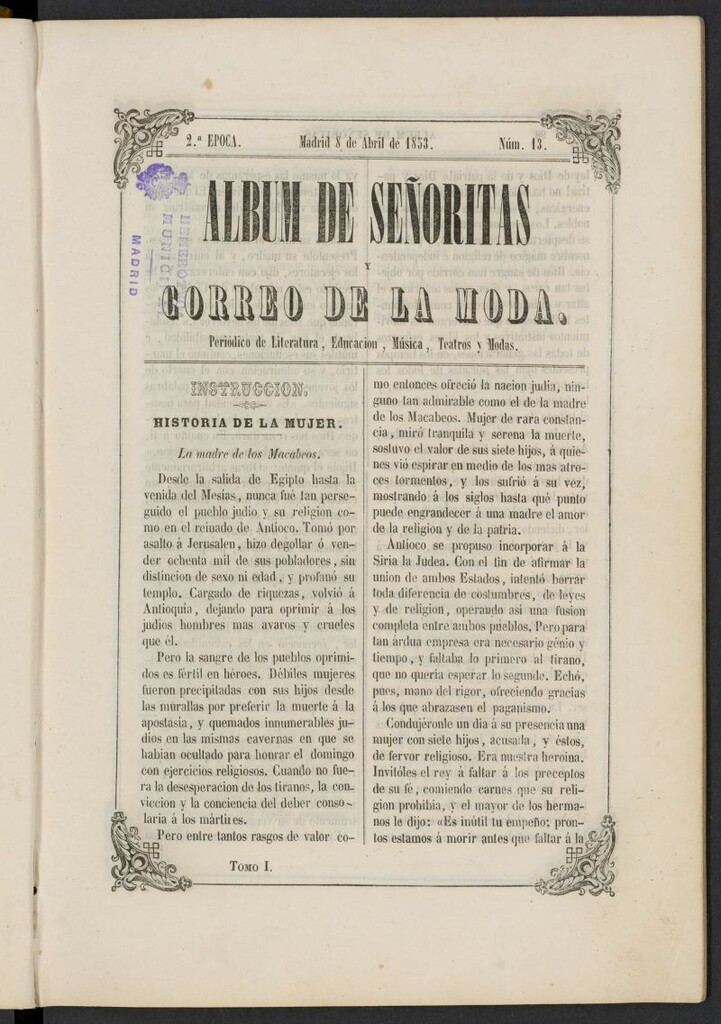 2.ª EPOCA. Madrid 8 de Abril de 1853. Núm. 13.
ALBUM DE SEÑORITAS
Y
CORREO DE LA MODA.
Periódico de Literatura, Educacion, Música, Teatros y Modas.
HEMEROTECA
MUNICIPAL
MADRID
INSTRUCCION.
HISTORIA DE LA MUJER.
La madre de los Macabeos.
Desde la salida de Egipto hasta la
venida del Mesías, nunca fué tan perse-
guido el pueblo judio y su religion co-
mo en el reinado de Antioco. Tomó por
asalto á Jerusalen, hizo degollar ó ven-
der ochenta mil de sus pobladores, sin
distincion de sexo ni edad, y profanó su
templo. Cargado de riquezas, volvió á
Antioquía, dejando para oprimir á los
judios hombres mas avaros y crueles
que él.
Pero la sangre de los pueblos oprimi-
dos es fértil en héroes. Débiles mujeres
fueron precipitadas con sus hijos desde
las murallas por preferir la muerte á la
apostasia, y quemados innumerables ju-
dios en las mismas cavernas en que se
habian ocultado para honrar el domingo
con ejercicios religiosos. Cuando no fue-
ra la desesperacion de los tiranos, la con-
viccion y la conciencia del deber conso-
laria á los mártires.
Pero entre tantos rasgos de valor co-
mo entonces ofreció la nacion judia, nin-
guno tan admirable como el de la madre
de los Macabeos. Mujer de rara constan-
cia, miró tranquila y serena la muerte,
sostuvo el valor de sus siete hijos, á quie-
nes vió espirar en medio de los mas atro-
ces tormentos, y los sufrió á su vez,
mostrando á los siglos hasta qué punto
puede engrandecer á una madre el amor
de la religion y de la patria.
Antioco se propuso incorporar á la
Siria la Judea. Con el fin de afirmar la
union de ambos Estados, intentó borrar
toda diferencia de costumbres, de leyes
y de religion, operando asi una fusion
completa entre ambos pueblos. Pero para
tan árdua empresa era necesario génio y
tiempo, y faltaba lo primero al tirano,
que no queria esperar lo segundo. Echó,
pues, mano del rigor, ofreciendo gracias
á los que abrazasen el paganismo.
Condujéronle un dia á su presencia una
mujer con siete hijos, acusada, y éstos,
de fervor religioso. Era nuestra heroina.
Invitóles el rey á faltar á los preceptos
de su fé, comiendo carnes que su reli-
gion prohibia, y el mayor de los herma-
nos le dijo: «Es inútil tu empeño; pron-
tos estamos á morir antes que faltar á la
TOMO I.